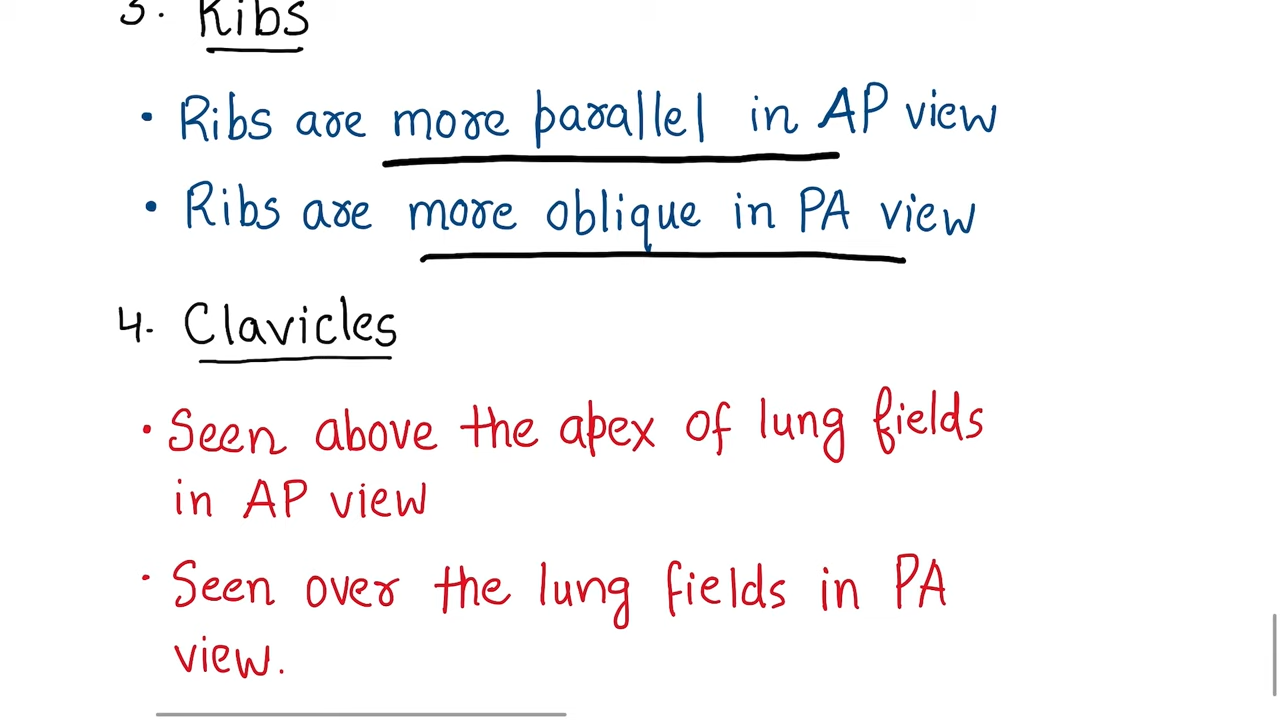 3. Ribs
• Ribs are more parallel in AP view
• Ribs are more oblique in PA view
4. Clavicles
• Seen above the apex of lung fields
in AP view
• Seen over the lung fields in PA
view.